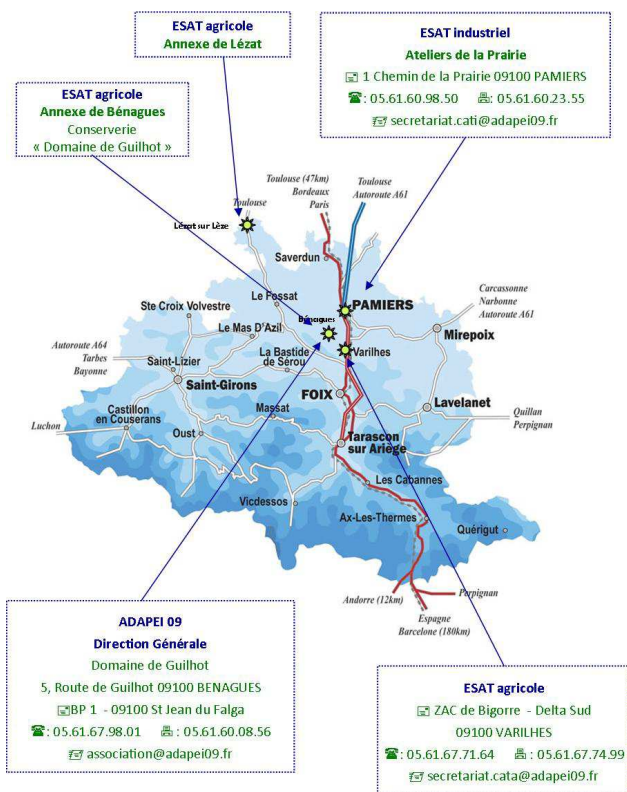 ESAT agricole
Annexe de Lézat
ESAT industriel
Ateliers de la Prairie
1 Chemin de la Prairie 09100 PAMIERS
☎: 05.61.60.98.50 🖷: 05.61.60.23.55
secretariat.cati@adapei09.fr
ESAT agricole
Annexe de Bénagues
Conserverie
« Domaine de Guilhot »
Toulouse
Toulouse (47km)
Bordeaux
Paris
Toulouse
Autoroute A61
Lézat sur Lèze
Saverdun
Carcassonne
Narbonne
Autoroute A61
Ste Croix Volvestre
Le Fossat
PAMIERS
Bénagues
Le Mas D'Azil
Mirepoix
Autoroute A64
Tarbes
Bayonne
Saint-Lizier
La Bastide
de Sérou
Varilhes
Saint-Girons
FOIX
Lavelanet
Castillon
en Couserans
Massat
Quillan
Perpignan
Luchon
Oust
Tarascon
sur Ariège
Les Cabannes
Vicdessos
Ax-Les-Thermes
Quérigut
Andorre (12km)
Perpignan
Espagne
Barcelone (180km)
ADAPEI 09
Direction Générale
Domaine de Guilhot
5, Route de Guilhot 09100 BENAGUES
BP 1 - 09100 St Jean du Falga
☎: 05.61.67.98.01 🖷: 05.61.60.08.56
association@adapei09.fr
ESAT agricole
ZAC de Bigorre - Delta Sud
09100 VARILHES
☎: 05.61.67.71.64 🖷: 05.61.67.74.99
secretariat.cata@adapei09.fr